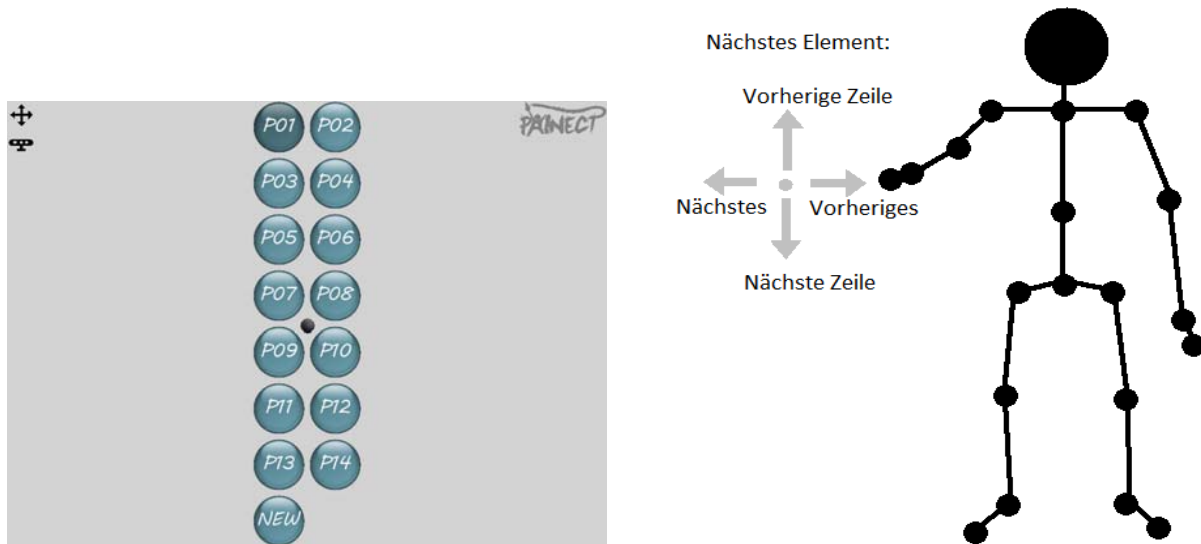 PAINECT
P01 P02
P03 P04
P05 P06
P07 P08
P09 P10
P11 P12
P13 P14
NEW
Nächstes Element:
Vorherige Zeile
Nächstes Vorheriges
Nächste Zeile